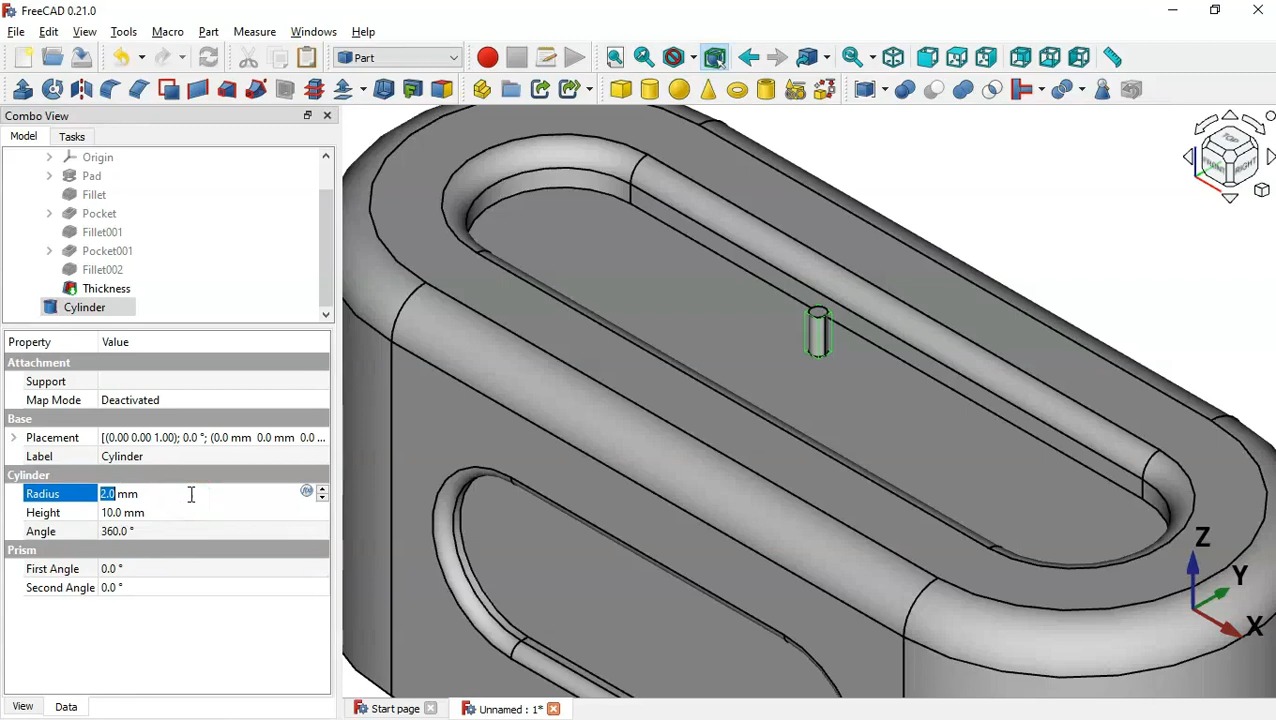 FreeCAD 0.21.0
File Edit View Tools Macro Part Measure Windows Help
Part
Combo View
Model Tasks
Origin
Pad
Fillet
Pocket
Fillet001
Pocket001
Fillet002
Thickness
Cylinder
Property Value
Attachment
Support
Map Mode Deactivated
Base
Placement [(0.00 0.00 1.00); 0.0 °; (0.0 mm 0.0 mm 0.0 ...
Label Cylinder
Cylinder
Radius 2.0 mm
Height 10.0 mm
Angle 360.0 °
Prism
First Angle 0.0 °
Second Angle 0.0 °
View Data
TOP
FRONT RIGHT
Z
Y
X
Start page Unnamed : 1*